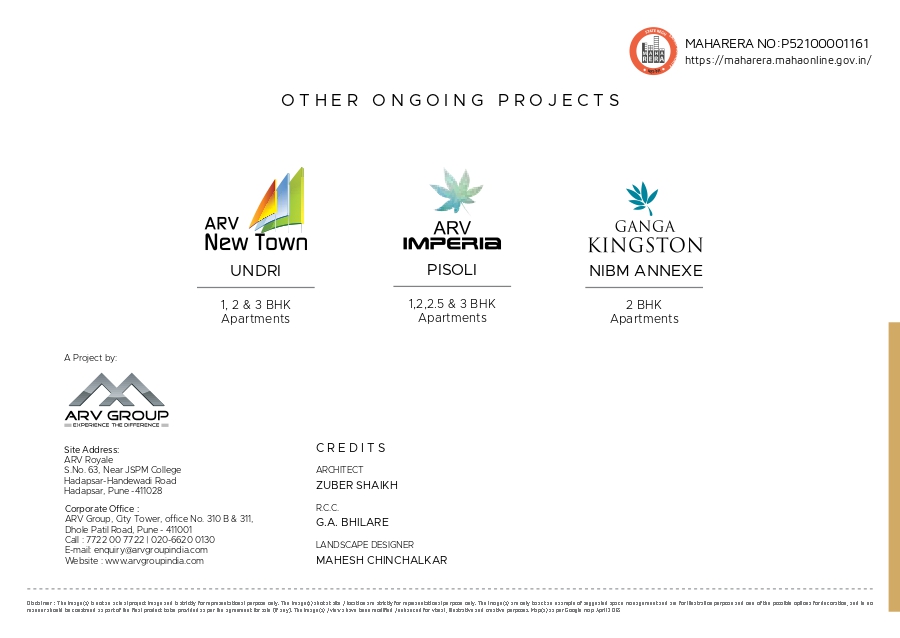 MAHARERA NO:P52100001161
https://maharera.mahaonline.gov.in/
OTHER ONGOING PROJECTS
ARV
New Town
UNDRI
1, 2 & 3 BHK
Apartments
ARV
IMPERIA
PISOLI
1,2,2.5 & 3 BHK
Apartments
GANGA
KINGSTON
NIBM ANNEXE
2 BHK
Apartments
A Project by:
ARV GROUP
EXPERIENCE THE DIFFERENCE
Site Address:
ARV Royale
S.No. 63, Near JSPM College
Hadapsar-Handewadi Road
Hadapsar, Pune -411028
Corporate Office :
ARV Group, City Tower, office No. 310 B & 311,
Dhole Patil Road, Pune - 411001
Call : 7722 00 7722 | 020-6620 0130
E-mail: enquiry@arvgroupindia.com
Website : www.arvgroupindia.com
CREDITS
ARCHITECT
ZUBER SHAIKH
R.C.C.
G.A. BHILARE
LANDSCAPE DESIGNER
MAHESH CHINCHALKAR